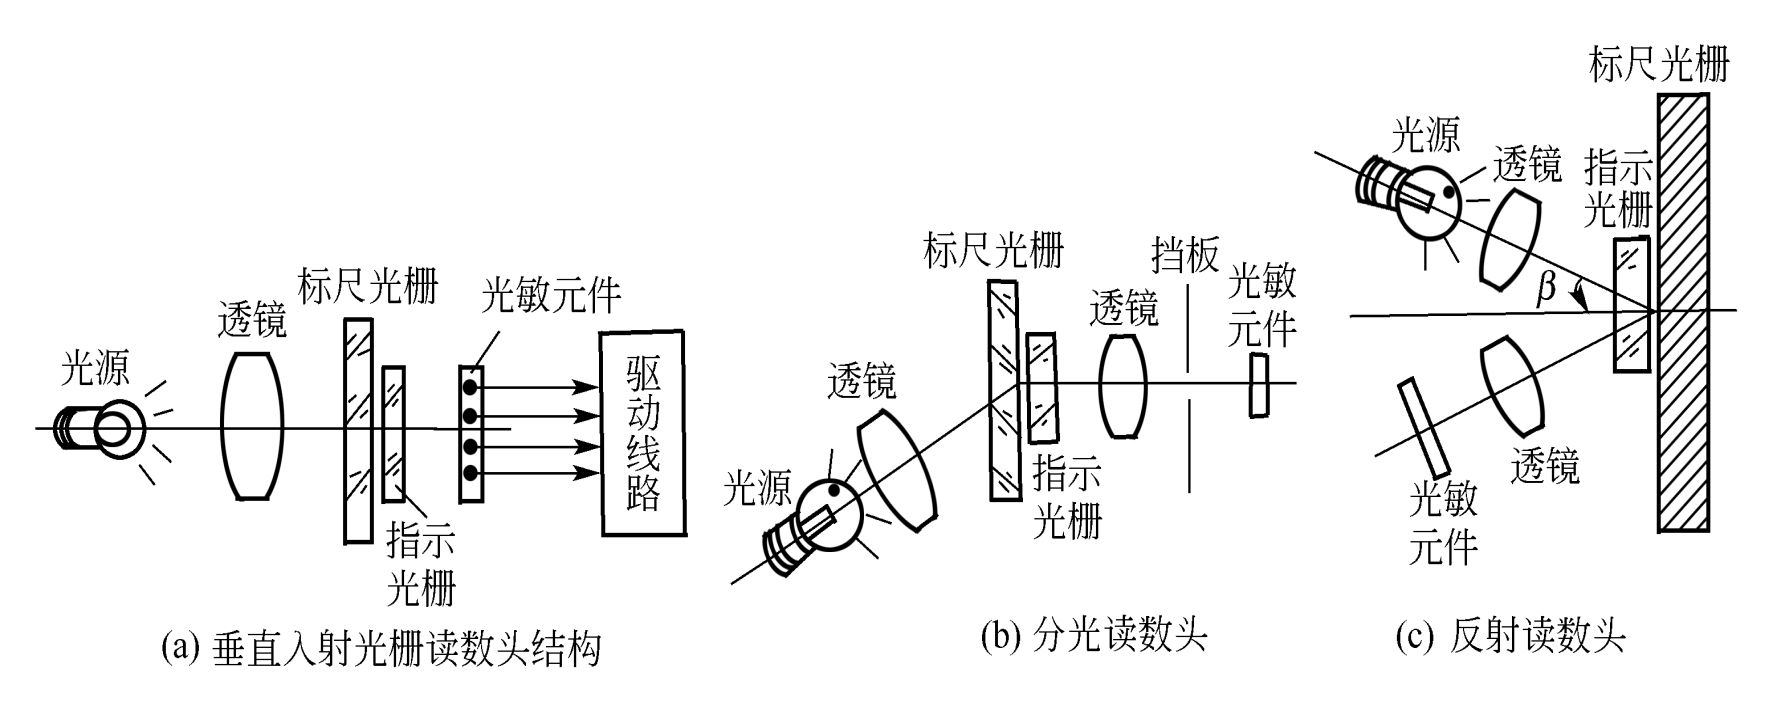 光源
透镜
标尺光栅
指示
光栅
光敏元件
驱动线路
(a) 垂直入射光栅读数头结构
光源
透镜
标尺光栅
指示
光栅
透镜
挡板
光敏
元件
(b) 分光读数头
光源
透镜
指示
光栅
标尺光栅
β
透镜
光敏
元件
(c) 反射读数头